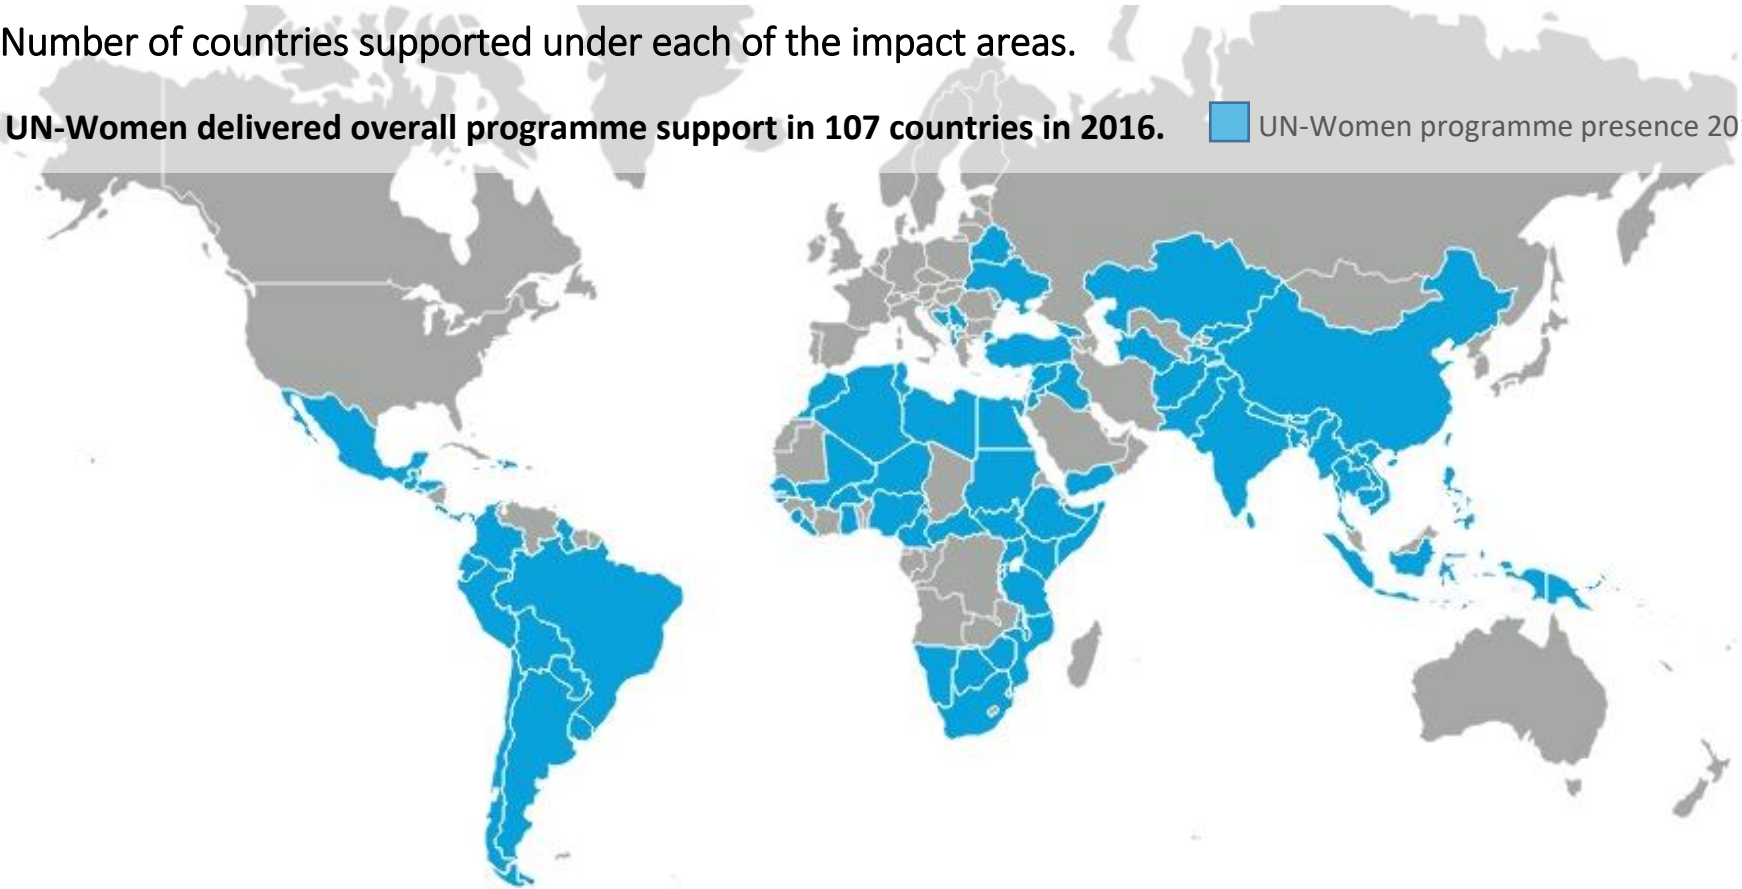 Number of countries supported under each of the impact areas.
UN-Women delivered overall programme support in 107 countries in 2016.
UN-Women programme presence 20